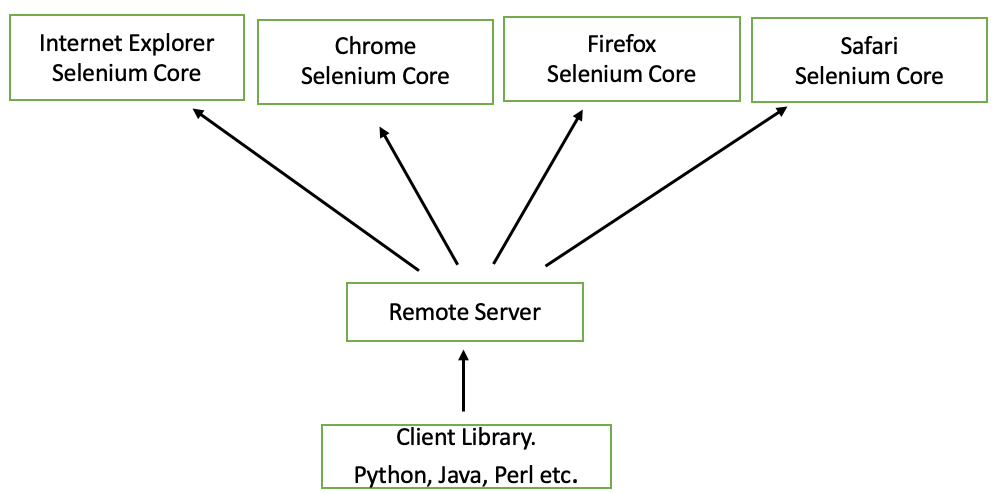 Internet Explorer
Selenium Core
Chrome
Selenium Core
Firefox
Selenium Core
Safari
Selenium Core
Remote Server
Client Library.
Python, Java, Perl etc.